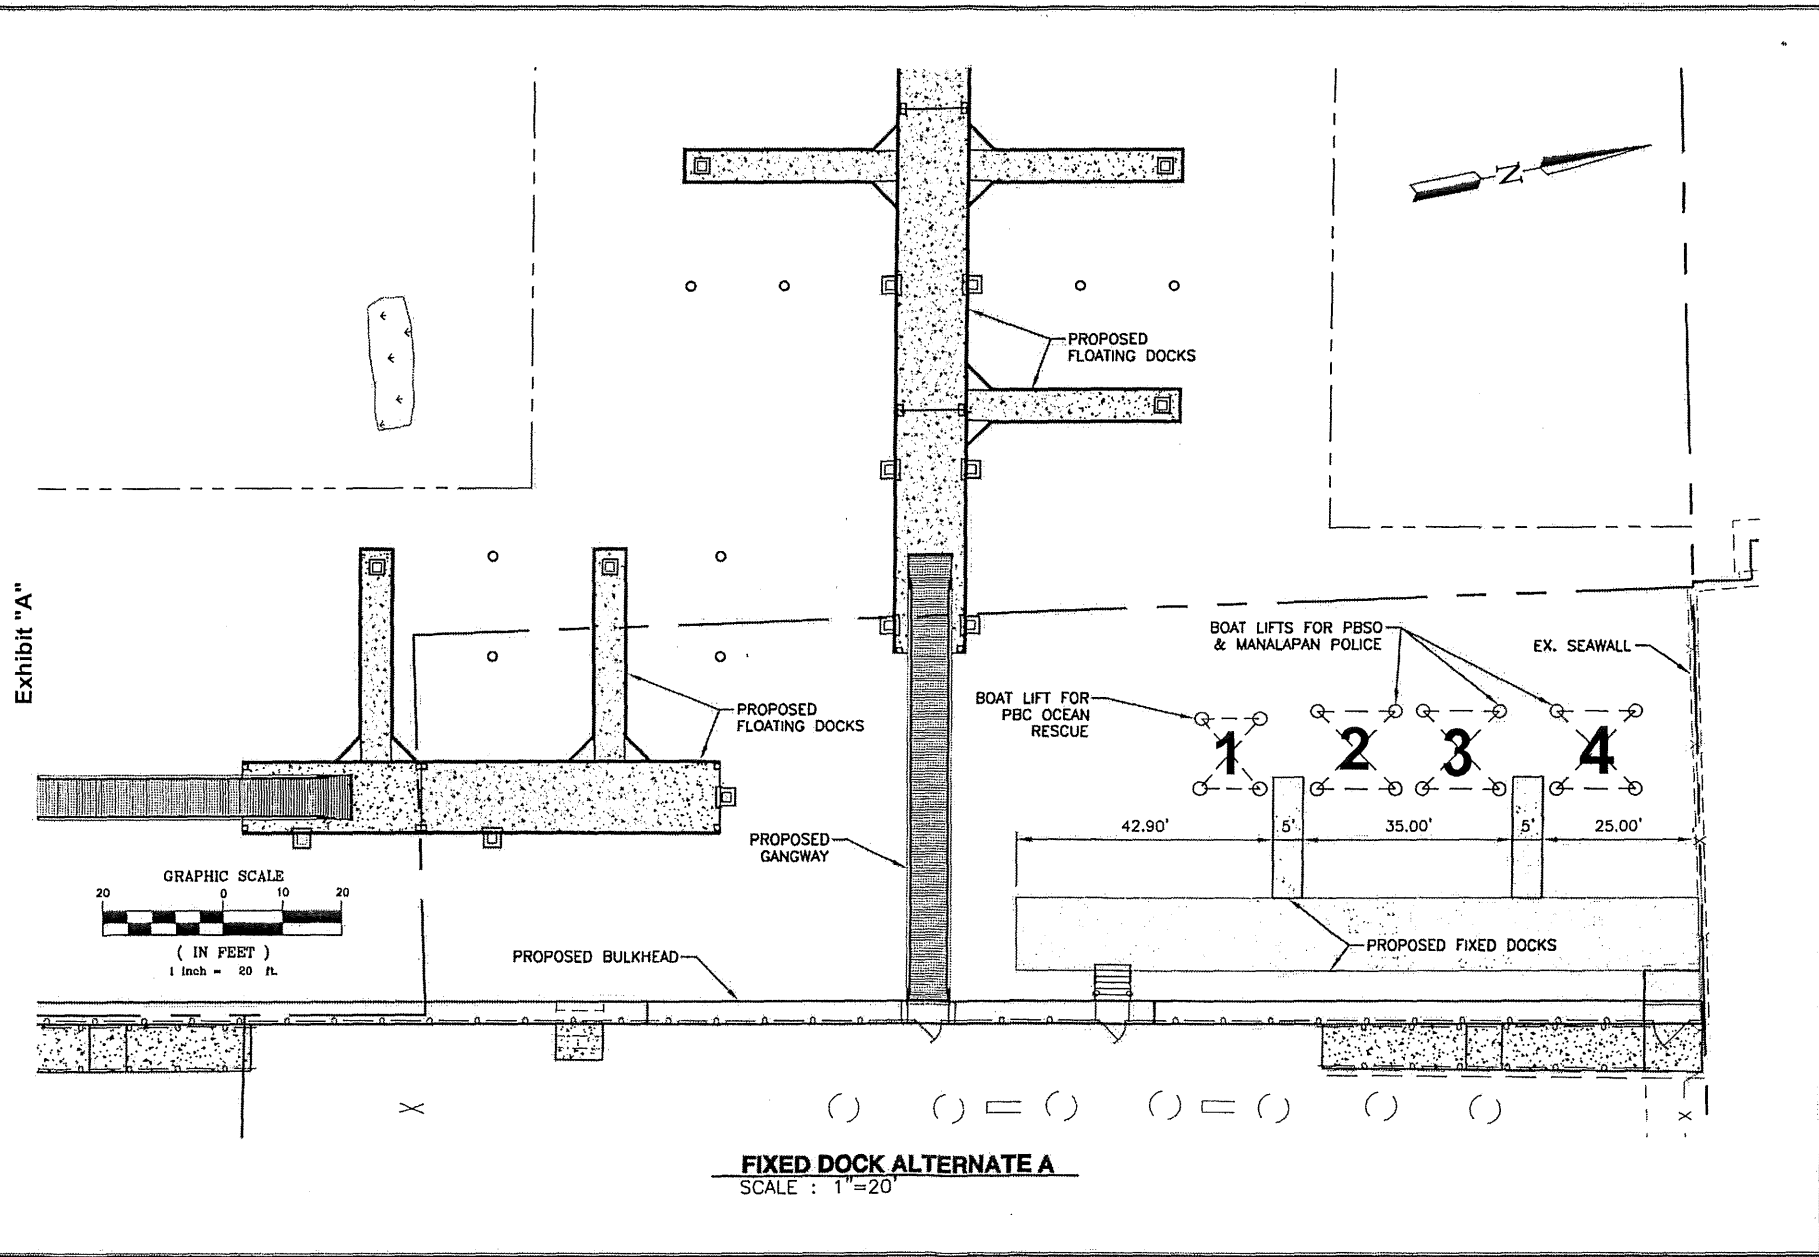 Exhibit "A"
N
PROPOSED
FLOATING DOCKS
BOAT LIFTS FOR PBSO
& MANALAPAN POLICE
EX. SEAWALL
BOAT LIFT FOR
PBC OCEAN
RESCUE
1
2
3
4
PROPOSED
FLOATING DOCKS
42.90'
5'
35.00'
5'
25.00'
PROPOSED
GANGWAY
GRAPHIC SCALE
20
0
10
20
( IN FEET )
1 inch = 20 ft.
PROPOSED BULKHEAD
PROPOSED FIXED DOCKS
FIXED DOCK ALTERNATE A
SCALE : 1"=20'